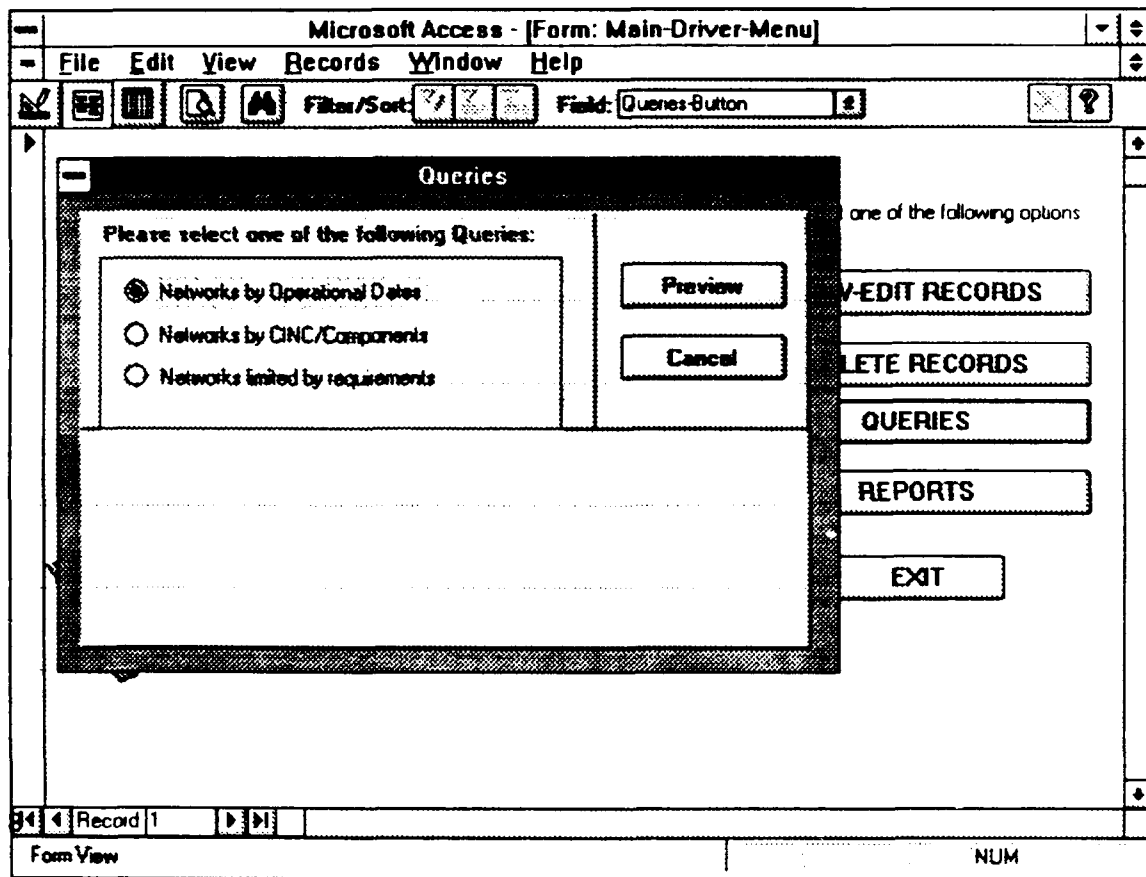 Microsoft Access - [Form: Main-Driver-Menu]
File Edit View Records Window Help
Filter/Sort: Field: Queries-Button
Queries
one of the following options
Please select one of the following Queries:
Networks by Operational Dates
Networks by CINC/Components
Networks limited by requirements
Preview
Cancel
V-EDIT RECORDS
LETE RECORDS
QUERIES
REPORTS
EXIT
Record 1
Form View NUM